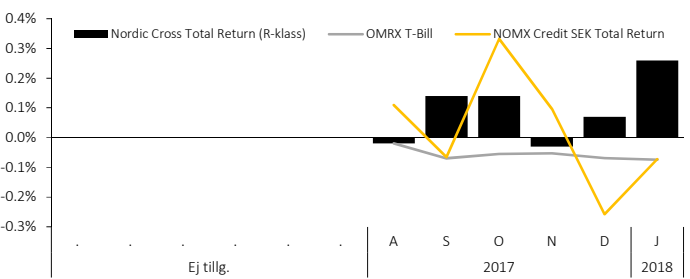 0.4%
Nordic Cross Total Return (R-klass) OMRX T-Bill NOMX Credit SEK Total Return
0.3%
0.2%
0.1%
0.0%
-0.1%
-0.2%
-0.3%
. . . . . . A S O N D J
Ej tillg. 2017 2018